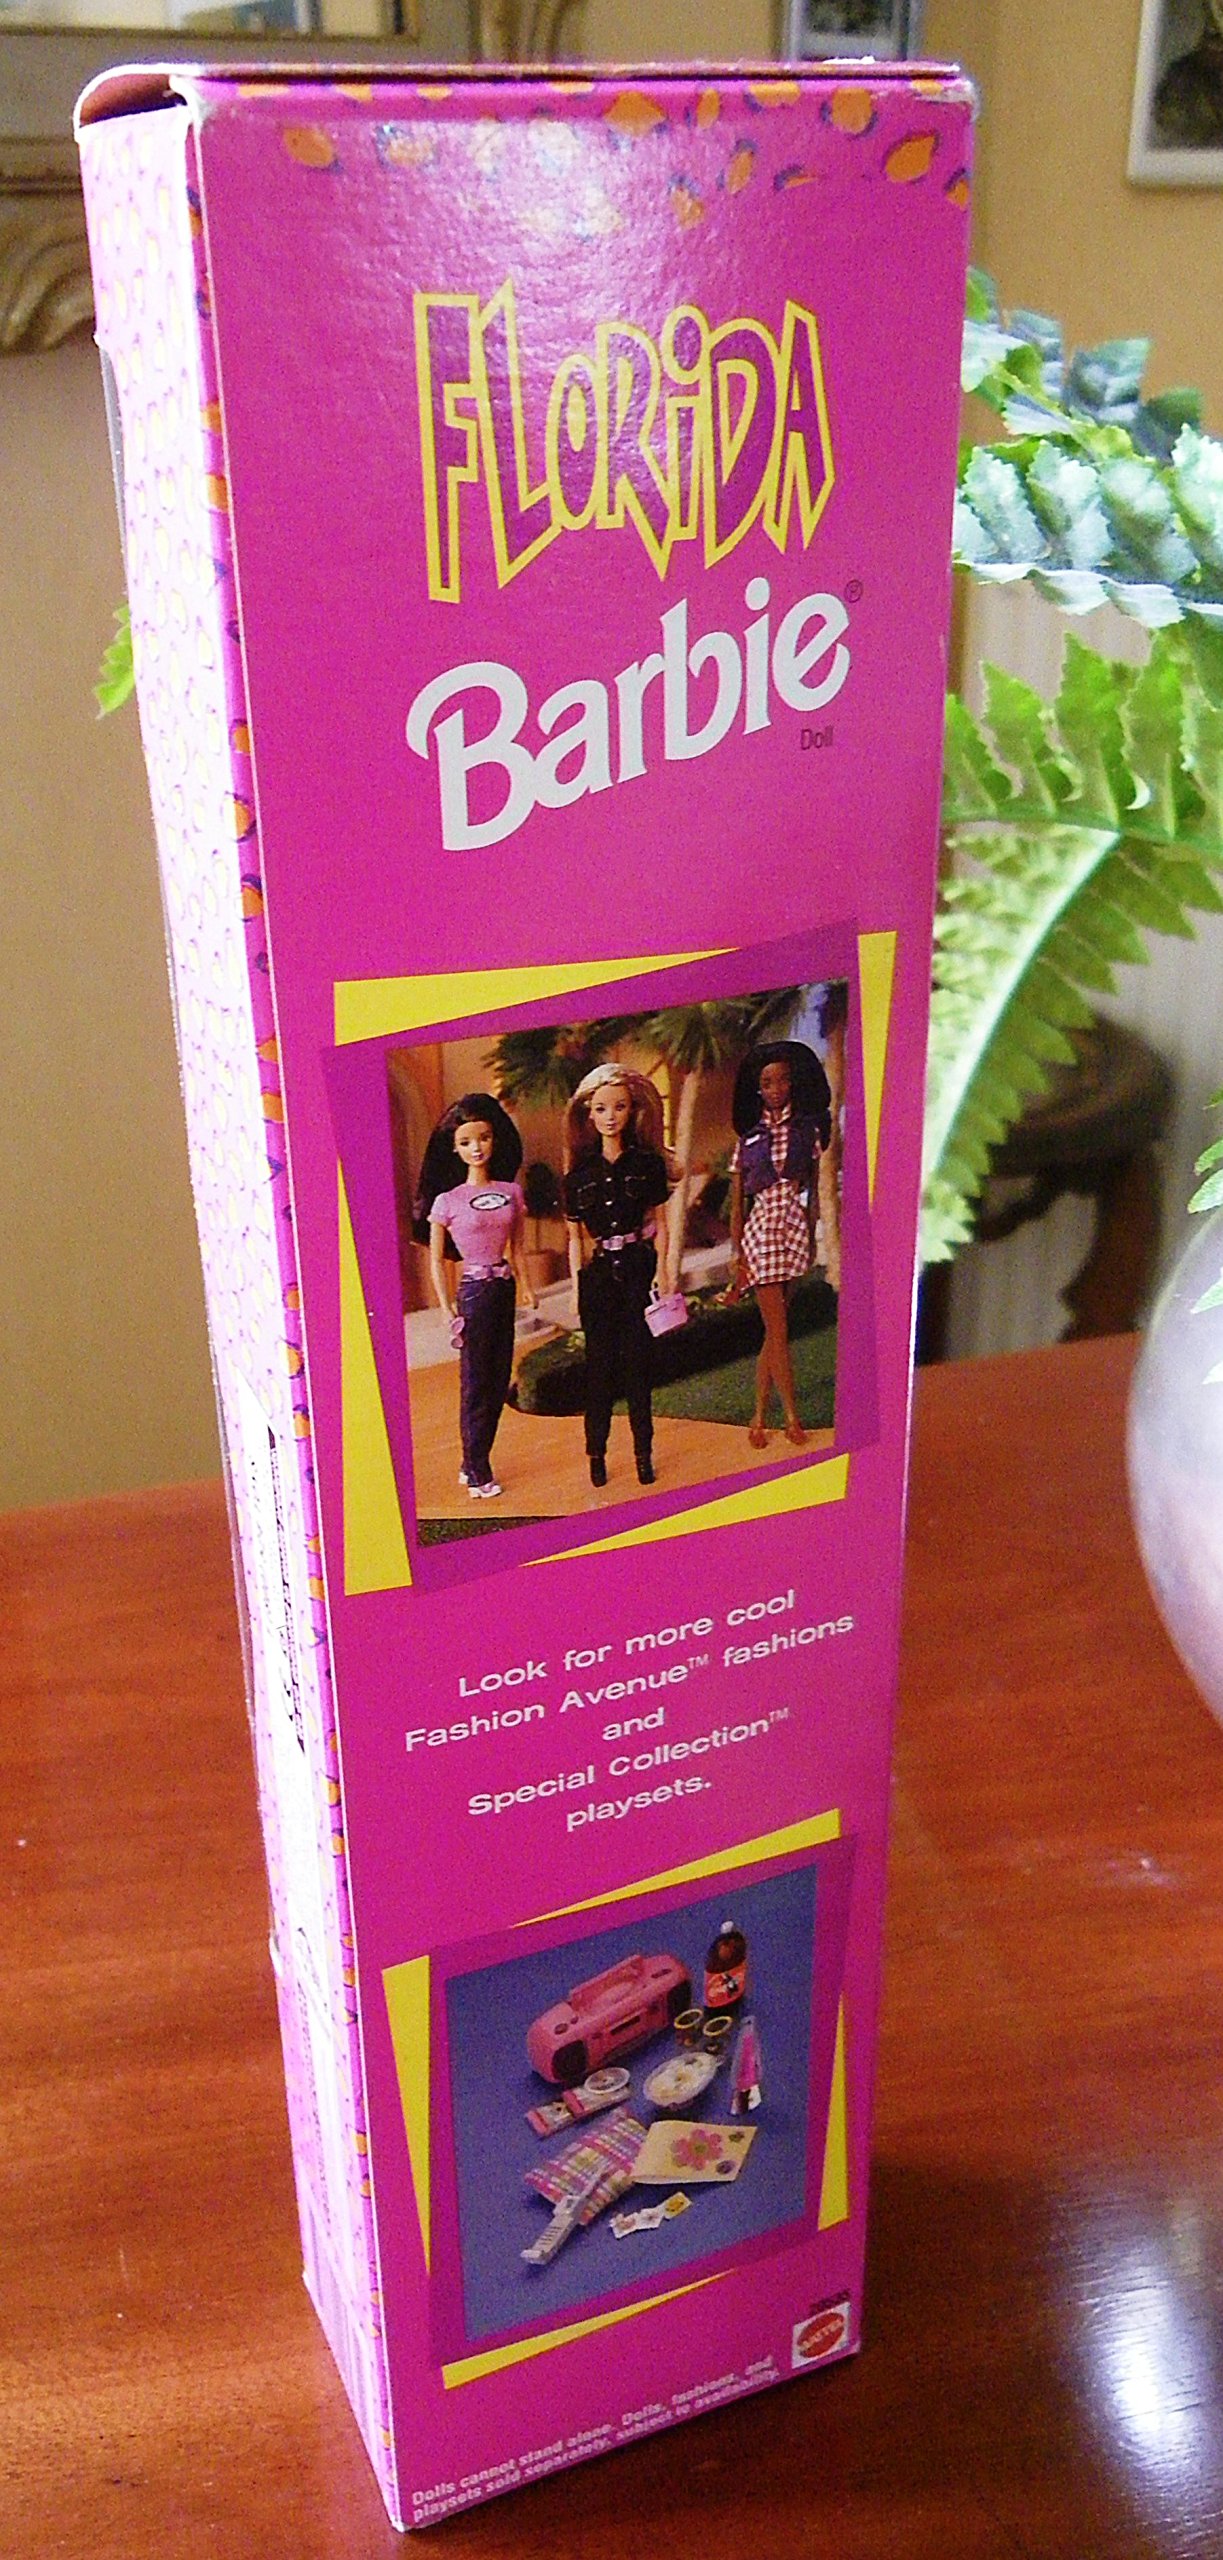 FLORiDA
Barbie®
Doll
Look for more cool
Fashion Avenue™ fashions
and
Special Collection™
playsets.
MATTEL
Dolls cannot stand alone. Dolls, fashions, and
playsets sold separately, subject to availability.